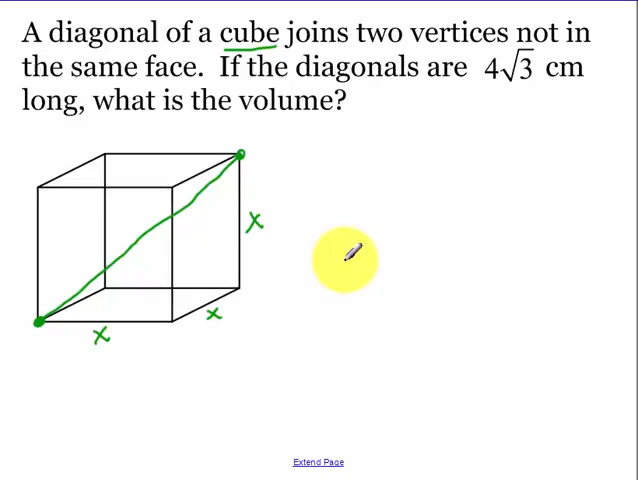 A diagonal of a cube joins two vertices not in
the same face.  If the diagonals are 4√3 cm
long, what is the volume?
x
x
x
Extend Page